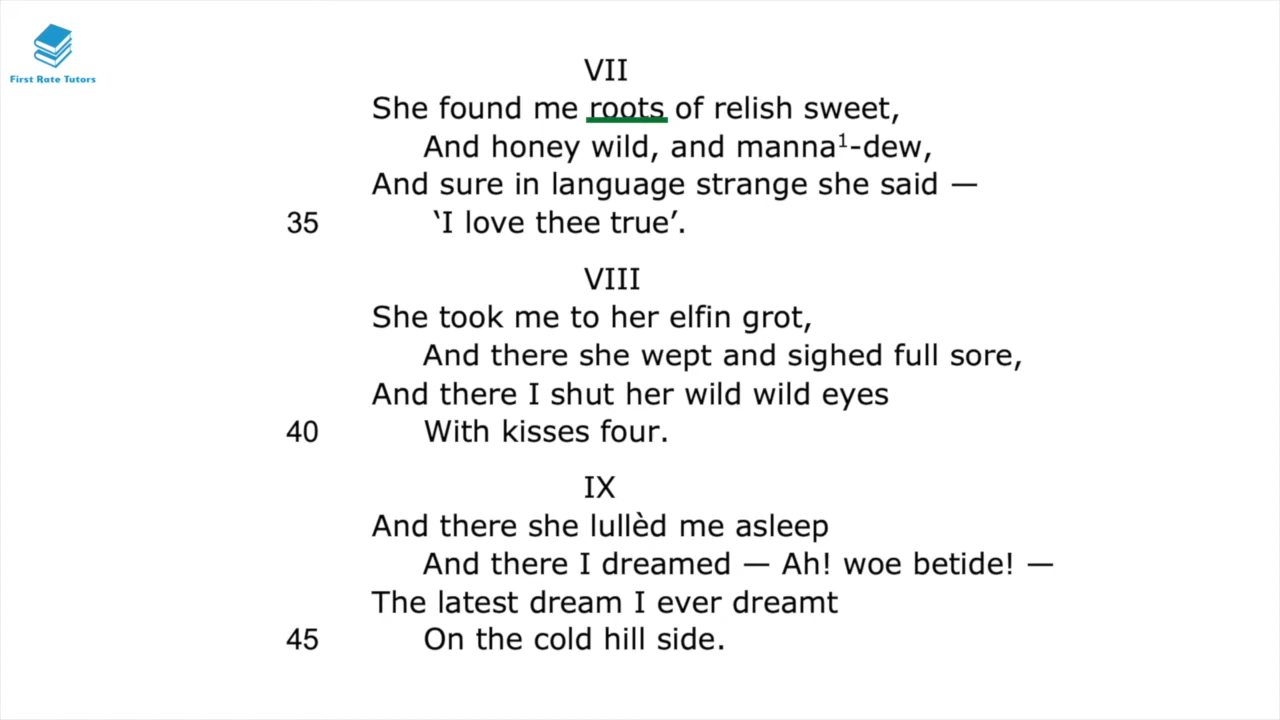 First Rate Tutors
VII
She found me roots of relish sweet,
And honey wild, and manna¹-dew,
And sure in language strange she said —
35 ‘I love thee true’.
VIII
She took me to her elfin grot,
And there she wept and sighed full sore,
And there I shut her wild wild eyes
40 With kisses four.
IX
And there she lullèd me asleep
And there I dreamed — Ah! woe betide! —
The latest dream I ever dreamt
45 On the cold hill side.